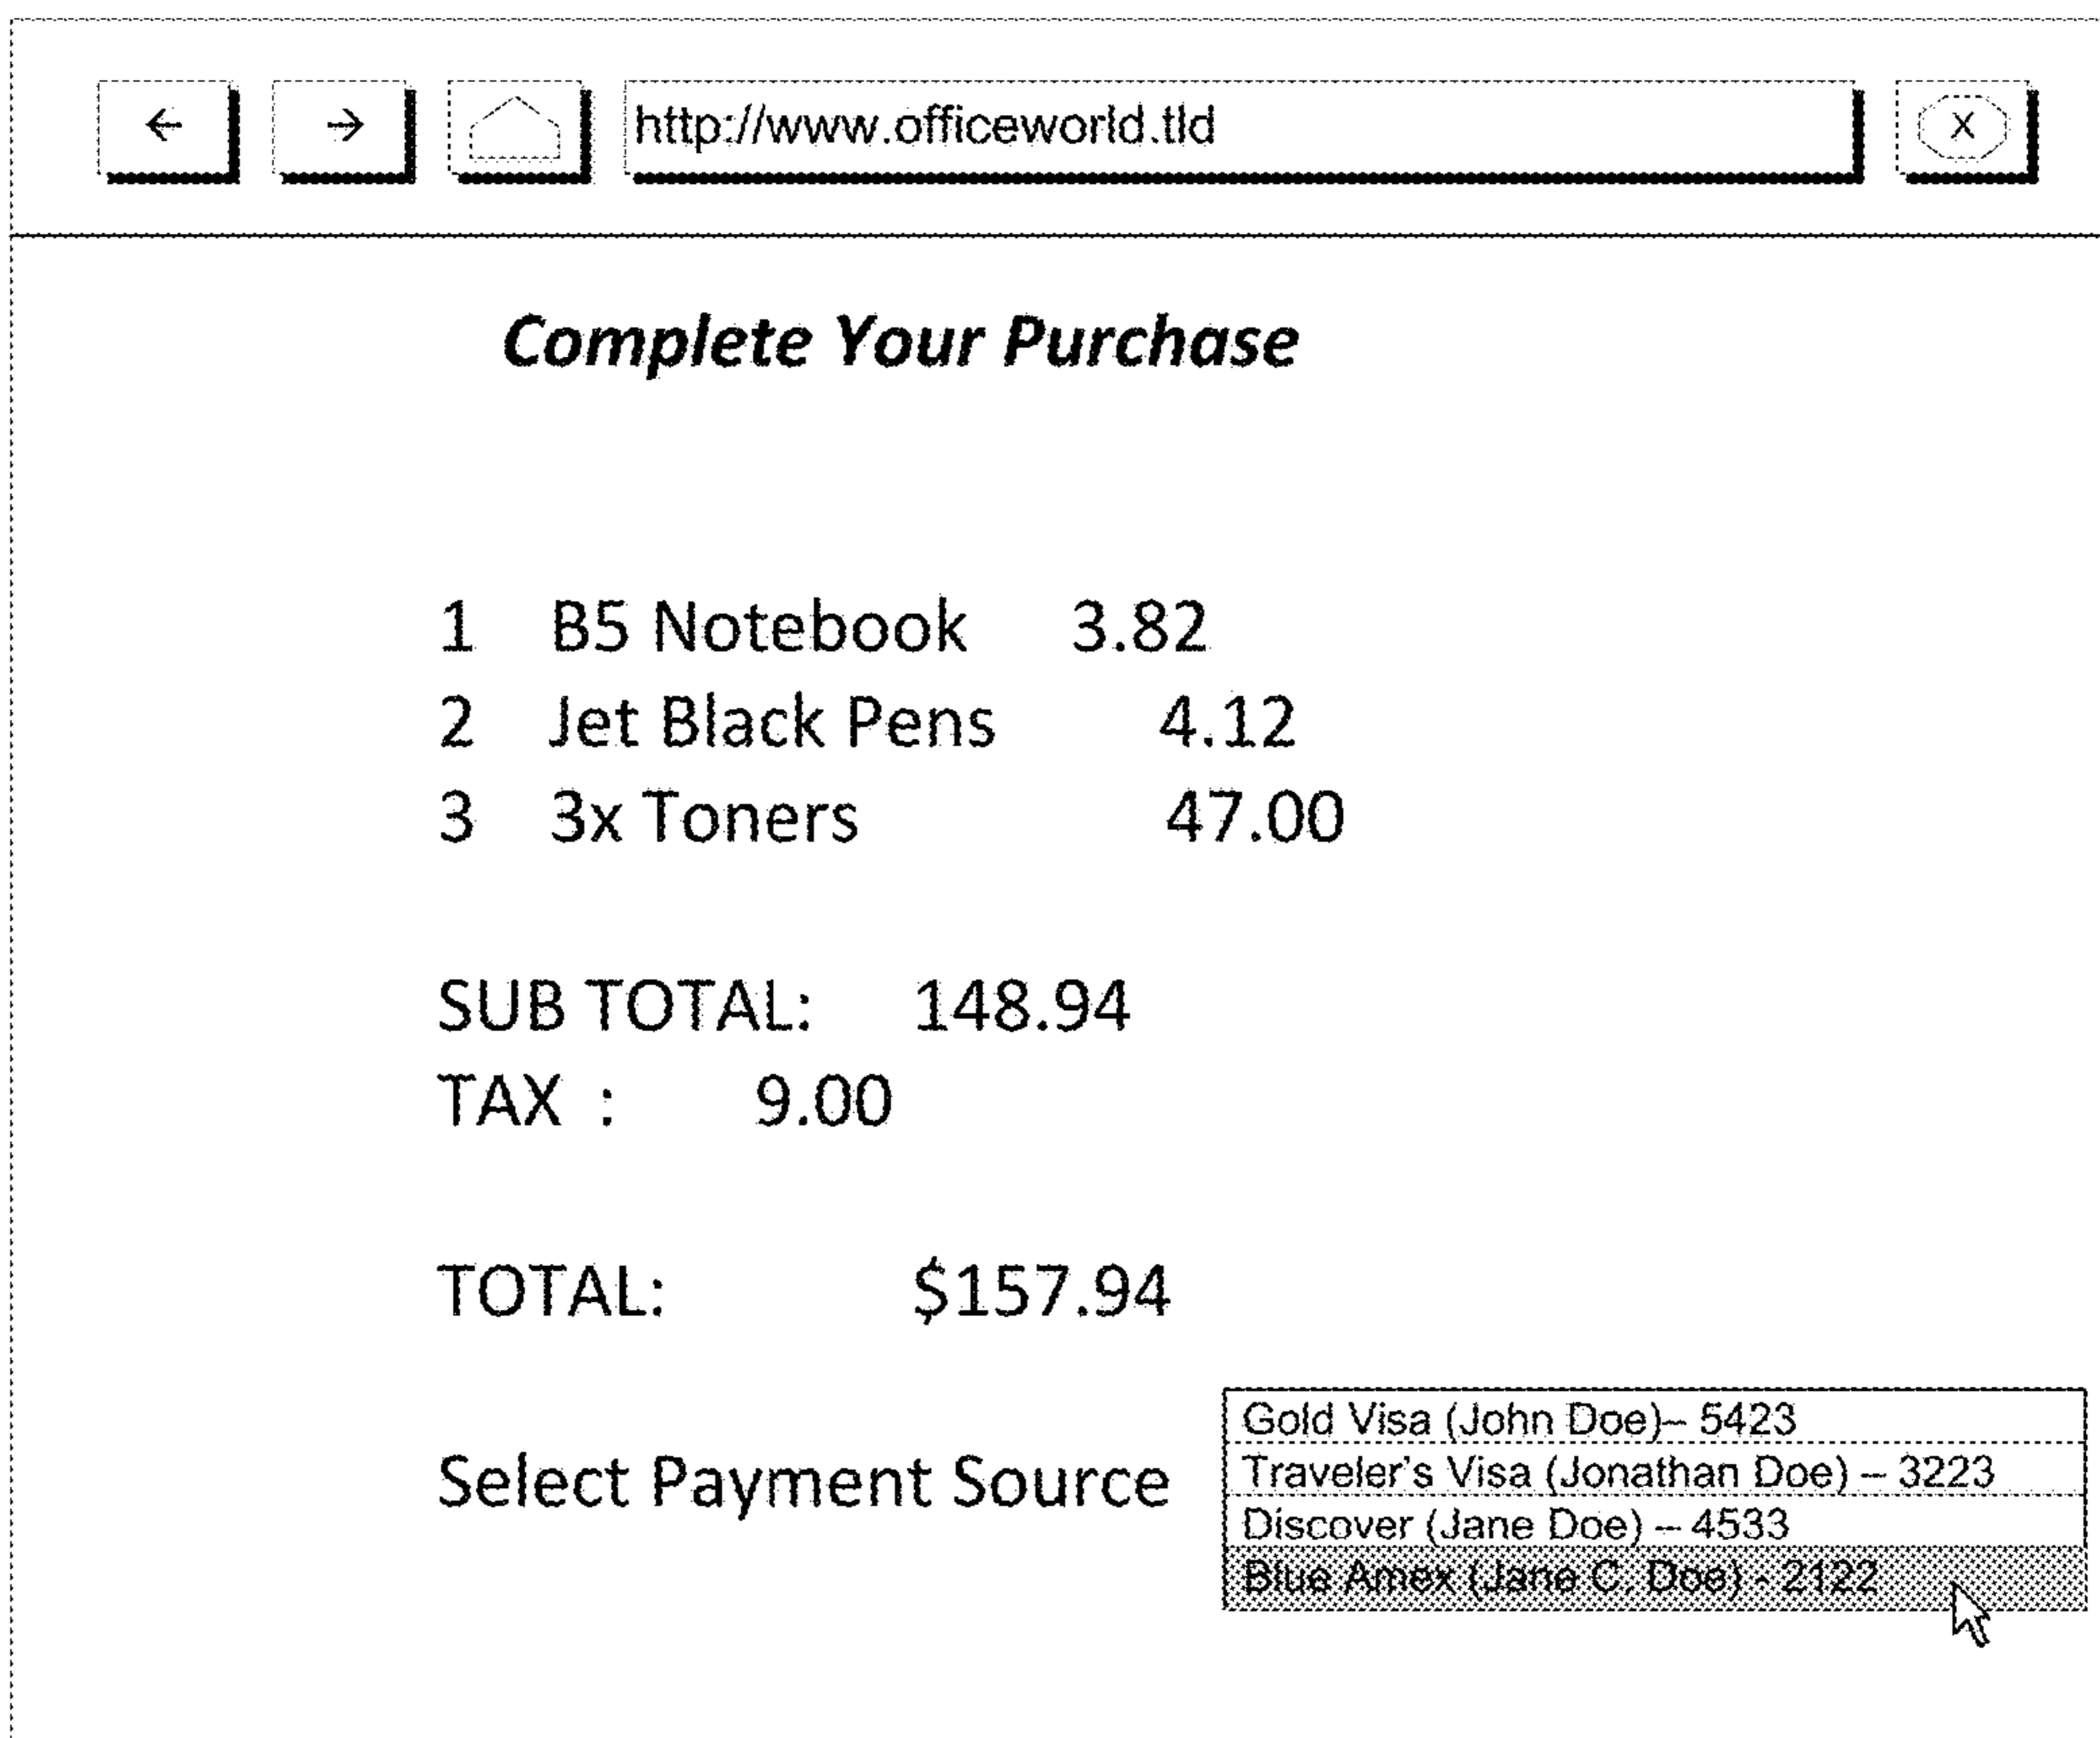 ← → http://www.officeworld.tld X
Complete Your Purchase
1 B5 Notebook 3.82
2 Jet Black Pens 4.12
3 3x Toners 47.00
SUB TOTAL: 148.94
TAX : 9.00
TOTAL: $157.94
Select Payment Source
Gold Visa (John Doe)– 5423
Traveler's Visa (Jonathan Doe) – 3223
Discover (Jane Doe) – 4533
Blue Amex (Jane C. Doe) - 2122